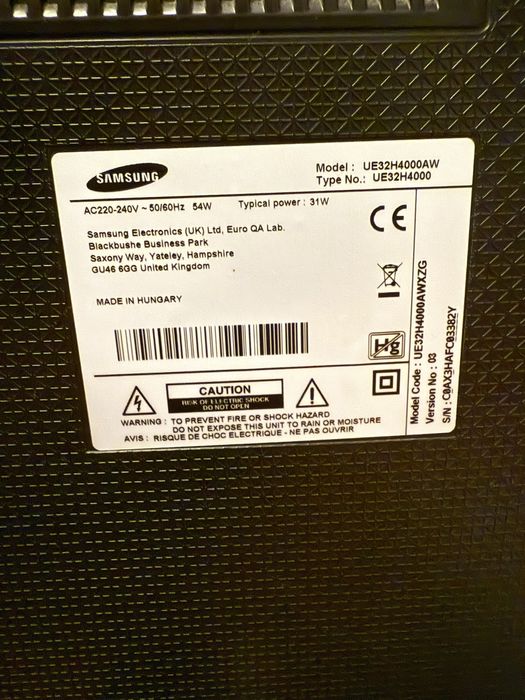 SAMSUNG
Model : UE32H4000AW
Type No.: UE32H4000
AC220-240V ~ 50/60Hz 54W Typical power : 31W
Samsung Electronics (UK) Ltd, Euro QA Lab.
Blackbushe Business Park
Saxony Way, Yateley, Hampshire
GU46 6GG United Kingdom
MADE IN HUNGARY
CE
Hg
CAUTION
RISK OF ELECTRIC SHOCK
DO NOT OPEN
WARNING : TO PREVENT FIRE OR SHOCK HAZARD
DO NOT EXPOSE THIS UNIT TO RAIN OR MOISTURE
AVIS : RISQUE DE CHOC ELECTRIQUE - NE PAS OUVRIR
Model Code : UE32H4000AWXZG
Version No : 03
S/N : C0AX3HAFC03382Y